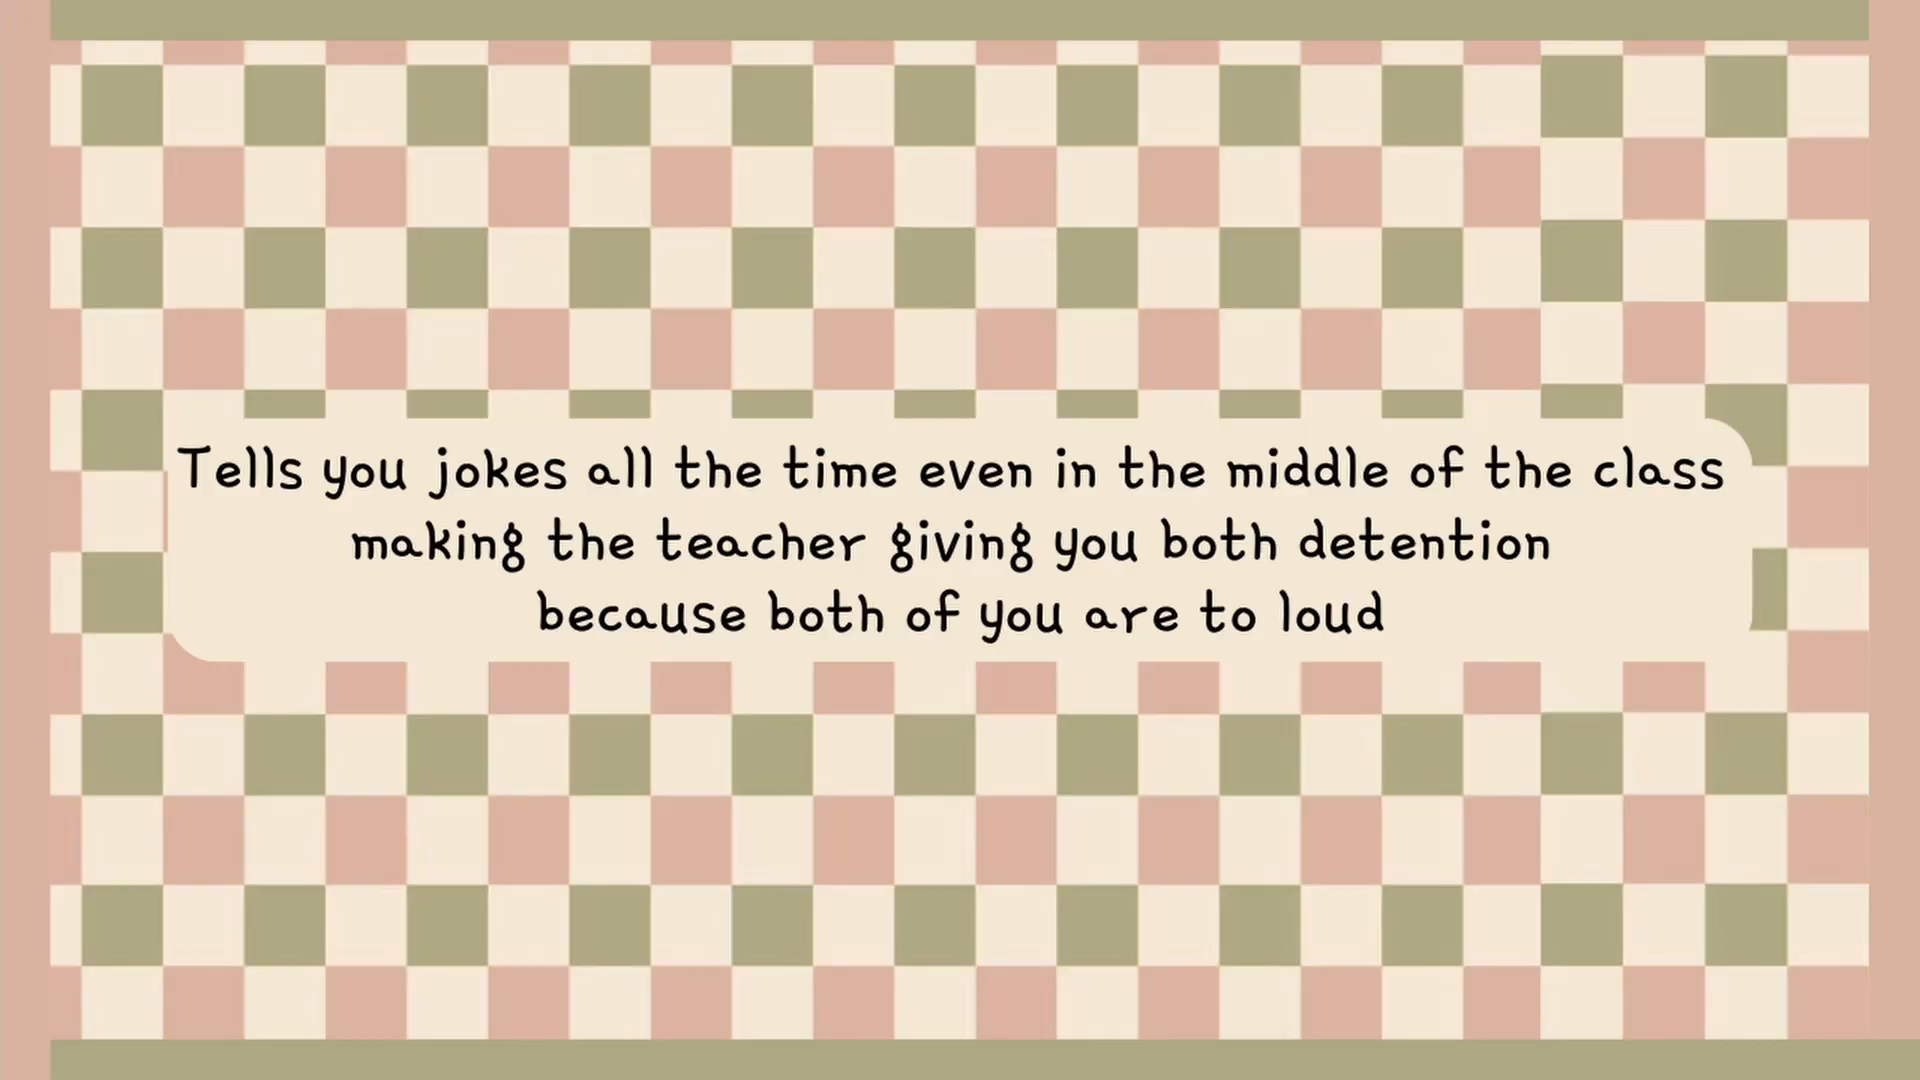 Tells you jokes all the time even in the middle of the class
making the teacher giving you both detention
because both of you are to loud